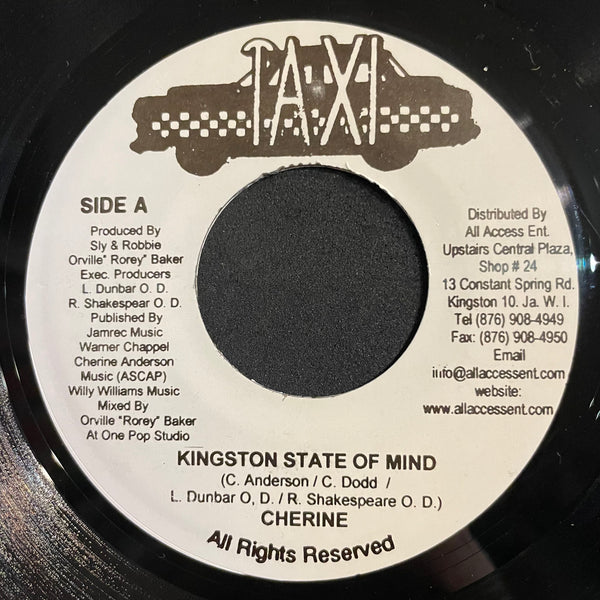 TAXI
SIDE A
Produced By
Sly & Robbie
Orville" Rorey" Baker
Exec. Producers
L. Dunbar O. D.
R. Shakespear O. D.
Published By
Jamrec Music
Warner Chappel
Cherine Anderson
Music (ASCAP)
Willy Williams Music
Mixed By
Orville "Rorey" Baker
At One Pop Studio
Distributed By
All Access Ent.
Upstairs Central Plaza,
Shop # 24
13 Constant Spring Rd.
Kingston 10. Ja. W. I.
Tel (876) 908-4949
Fax: (876) 908-4950
Email
info@allaccessent.com
website:
www.allaccessent.com
KINGSTON STATE OF MIND
(C. Anderson / C. Dodd /
L. Dunbar O, D. / R. Shakespeare O. D.)
CHERINE
All Rights Reserved